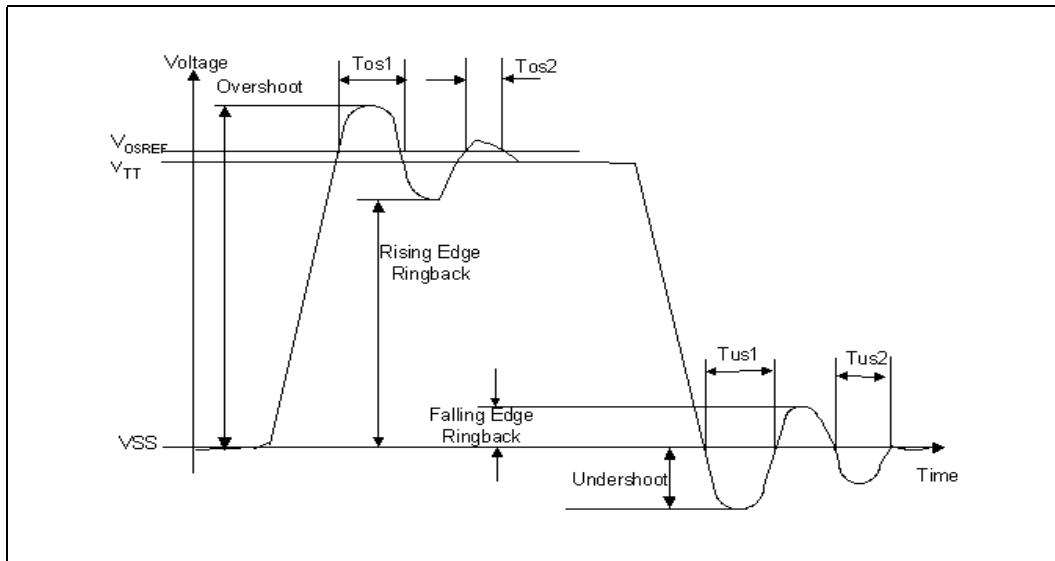 Voltage
Tos1
Tos2
Overshoot
VOSREF
VTT
Rising Edge
Ringback
Tus1
Tus2
Falling Edge
Ringback
VSS
Undershoot
Time